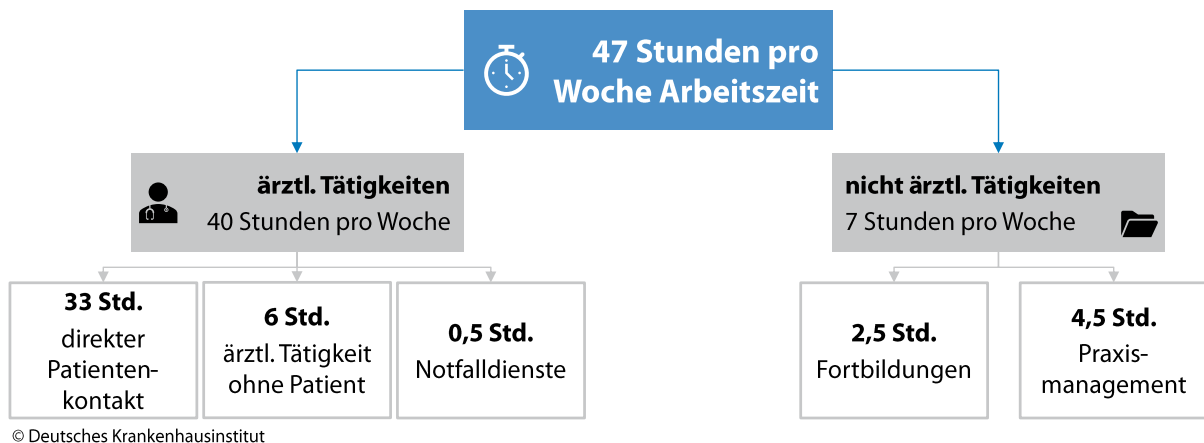 47 Stunden pro
Woche Arbeitszeit
ärztl. Tätigkeiten
40 Stunden pro Woche
nicht ärztl. Tätigkeiten
7 Stunden pro Woche
33 Std.
direkter
Patienten-
kontakt
6 Std.
ärztl. Tätigkeit
ohne Patient
0,5 Std.
Notfalldienste
2,5 Std.
Fortbildungen
4,5 Std.
Praxis-
management
© Deutsches Krankenhausinstitut